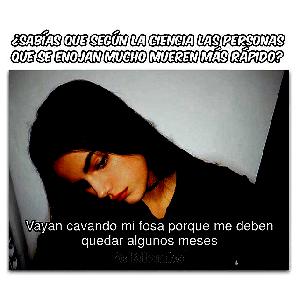 ¿SABÍAS QUE SEGÚN LA CIENCIA LAS PERSONAS
QUE SE ENOJAN MUCHO MUEREN MÁS RÁPIDO?
Vayan cavando mi fosa porque me deben
quedar algunos meses